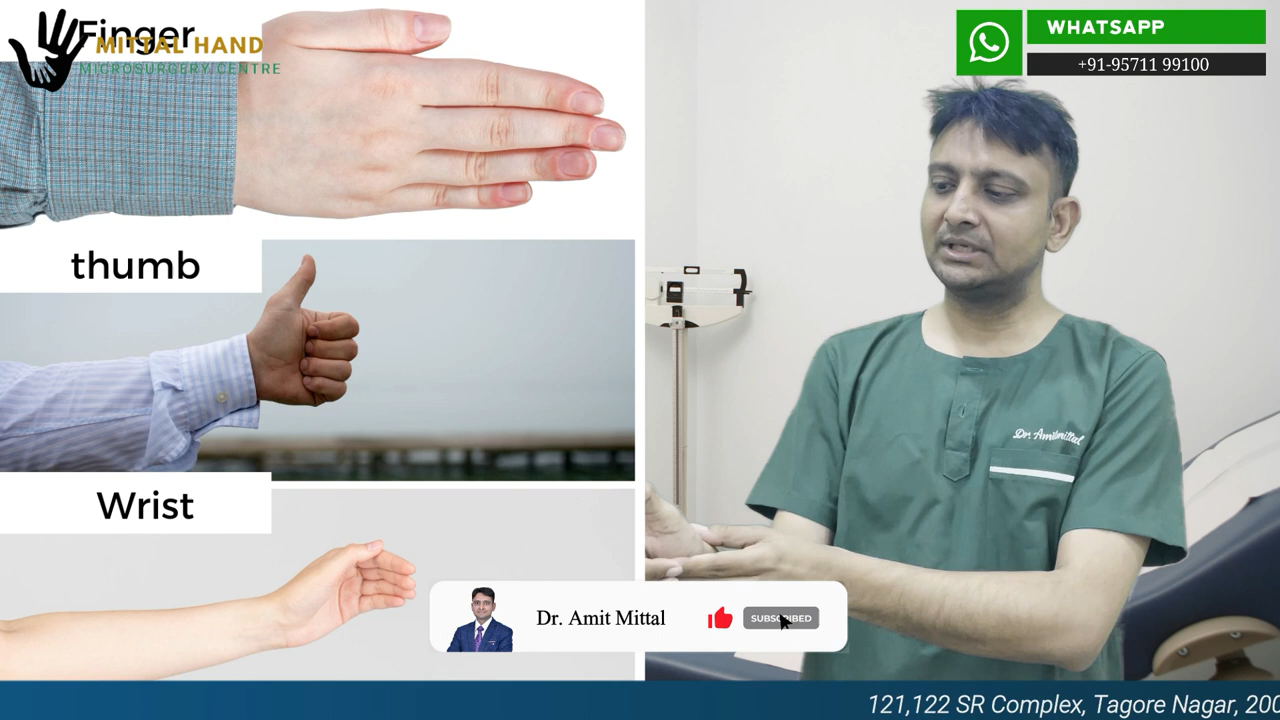 Finger
MITTAL HAND
MICROSURGERY CENTRE
thumb
Wrist
WHATSAPP
+91-95711 99100
Dr. Amitmittal
Dr. Amit Mittal
SUBSCRIBED
121,122 SR Complex, Tagore Nagar, 200